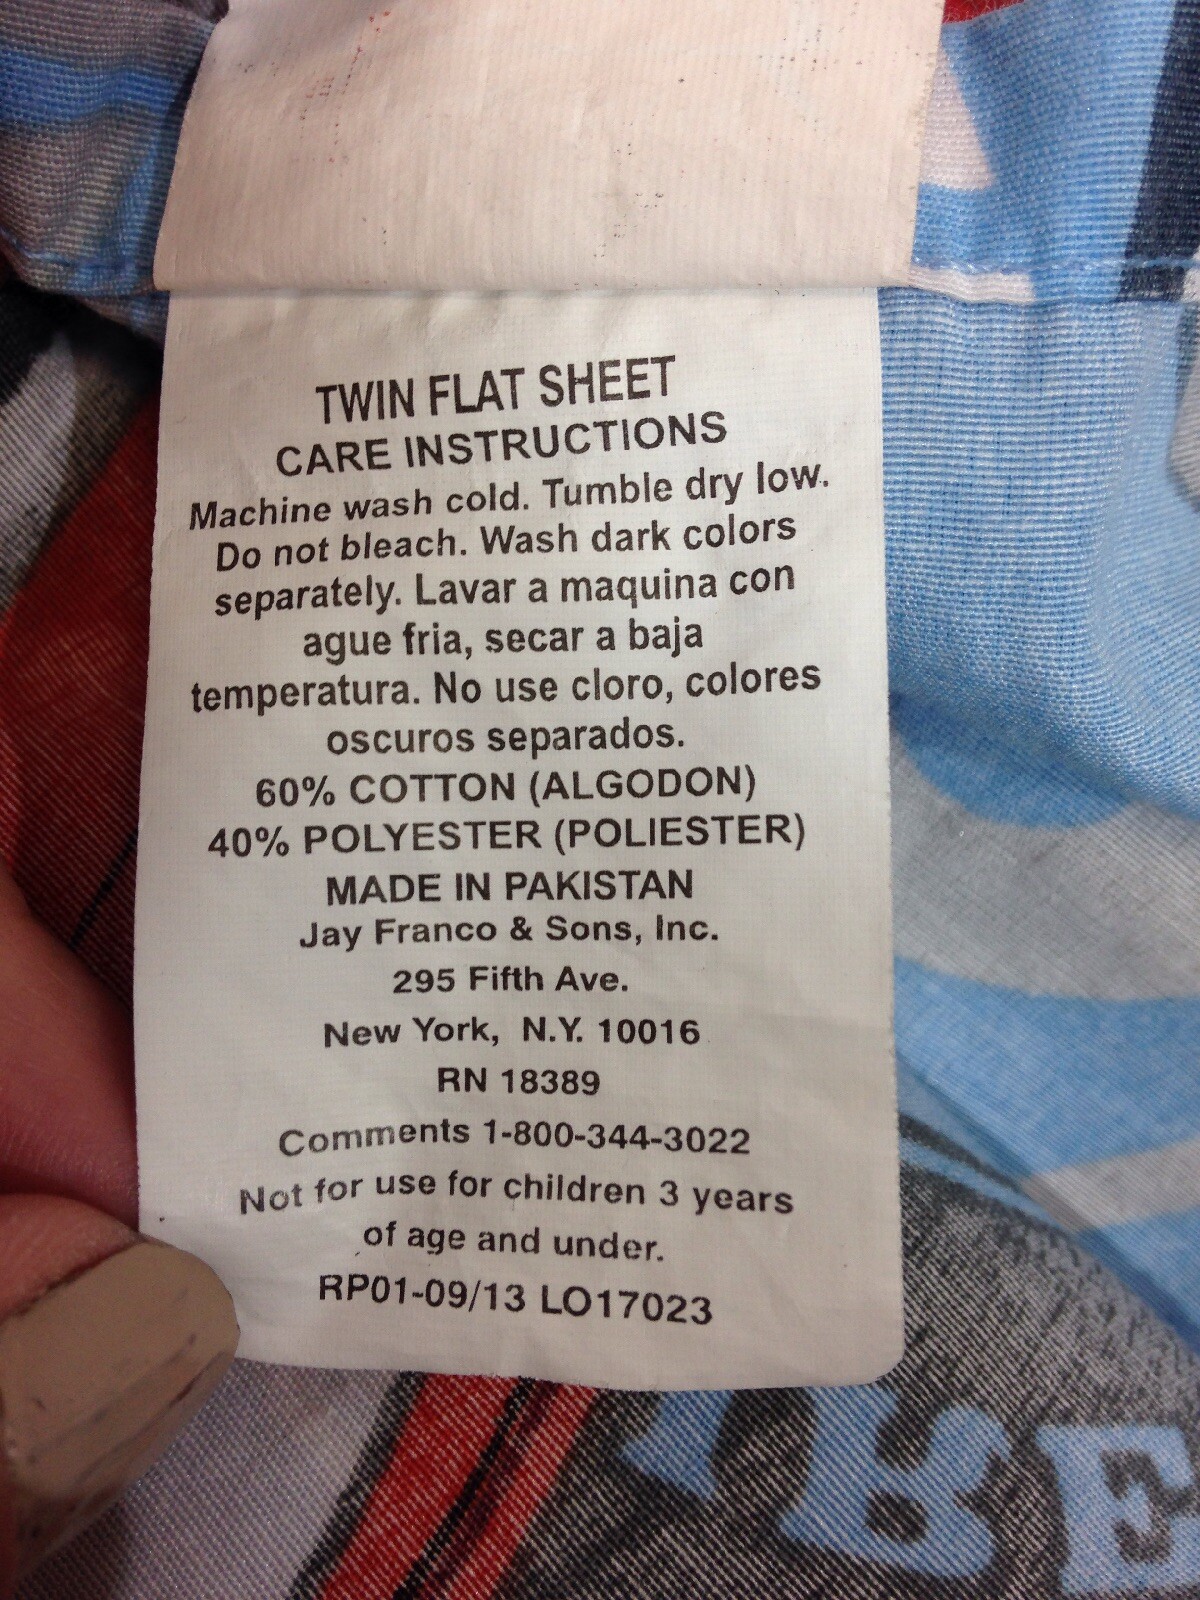 TWIN FLAT SHEET
CARE INSTRUCTIONS
Machine wash cold. Tumble dry low.
Do not bleach. Wash dark colors
separately. Lavar a maquina con
ague fria, secar a baja
temperatura. No use cloro, colores
oscuros separados.
60% COTTON (ALGODON)
40% POLYESTER (POLIESTER)
MADE IN PAKISTAN
Jay Franco & Sons, Inc.
295 Fifth Ave.
New York, N.Y. 10016
RN 18389
Comments 1-800-344-3022
Not for use for children 3 years
of age and under.
RP01-09/13 LO17023